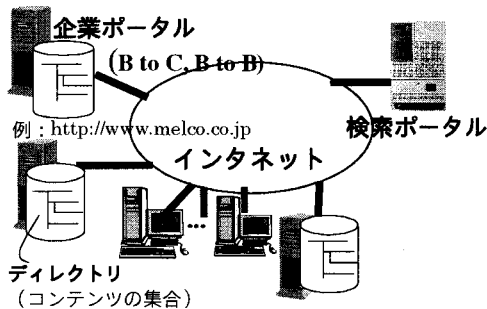 企業ポータル
(B to C, B to B)
例：http://www.melco.co.jp
検索ポータル
インタネット
...
ディレクトリ
（コンテンツの集合）